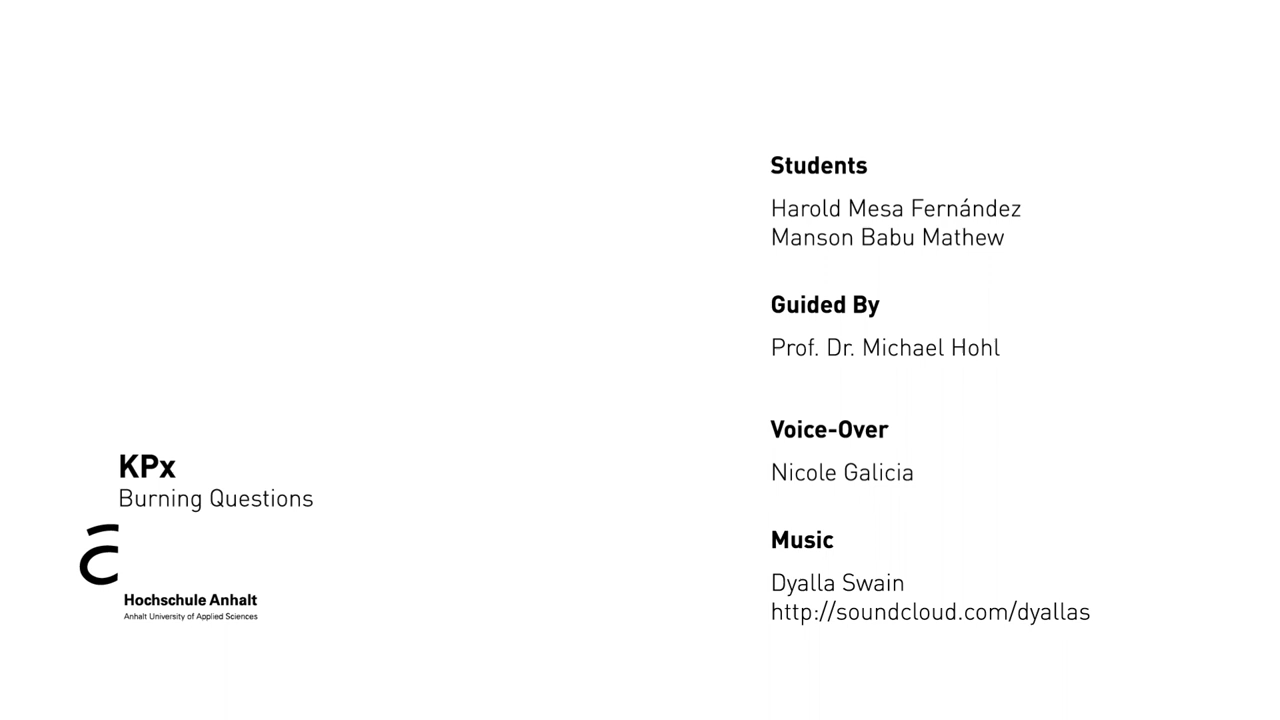 Students
Harold Mesa Fernández
Manson Babu Mathew
Guided By
Prof. Dr. Michael Hohl
Voice-Over
Nicole Galicia
Music
Dyalla Swain
http://soundcloud.com/dyallas
KPx
Burning Questions
Hochschule Anhalt
Anhalt University of Applied Sciences